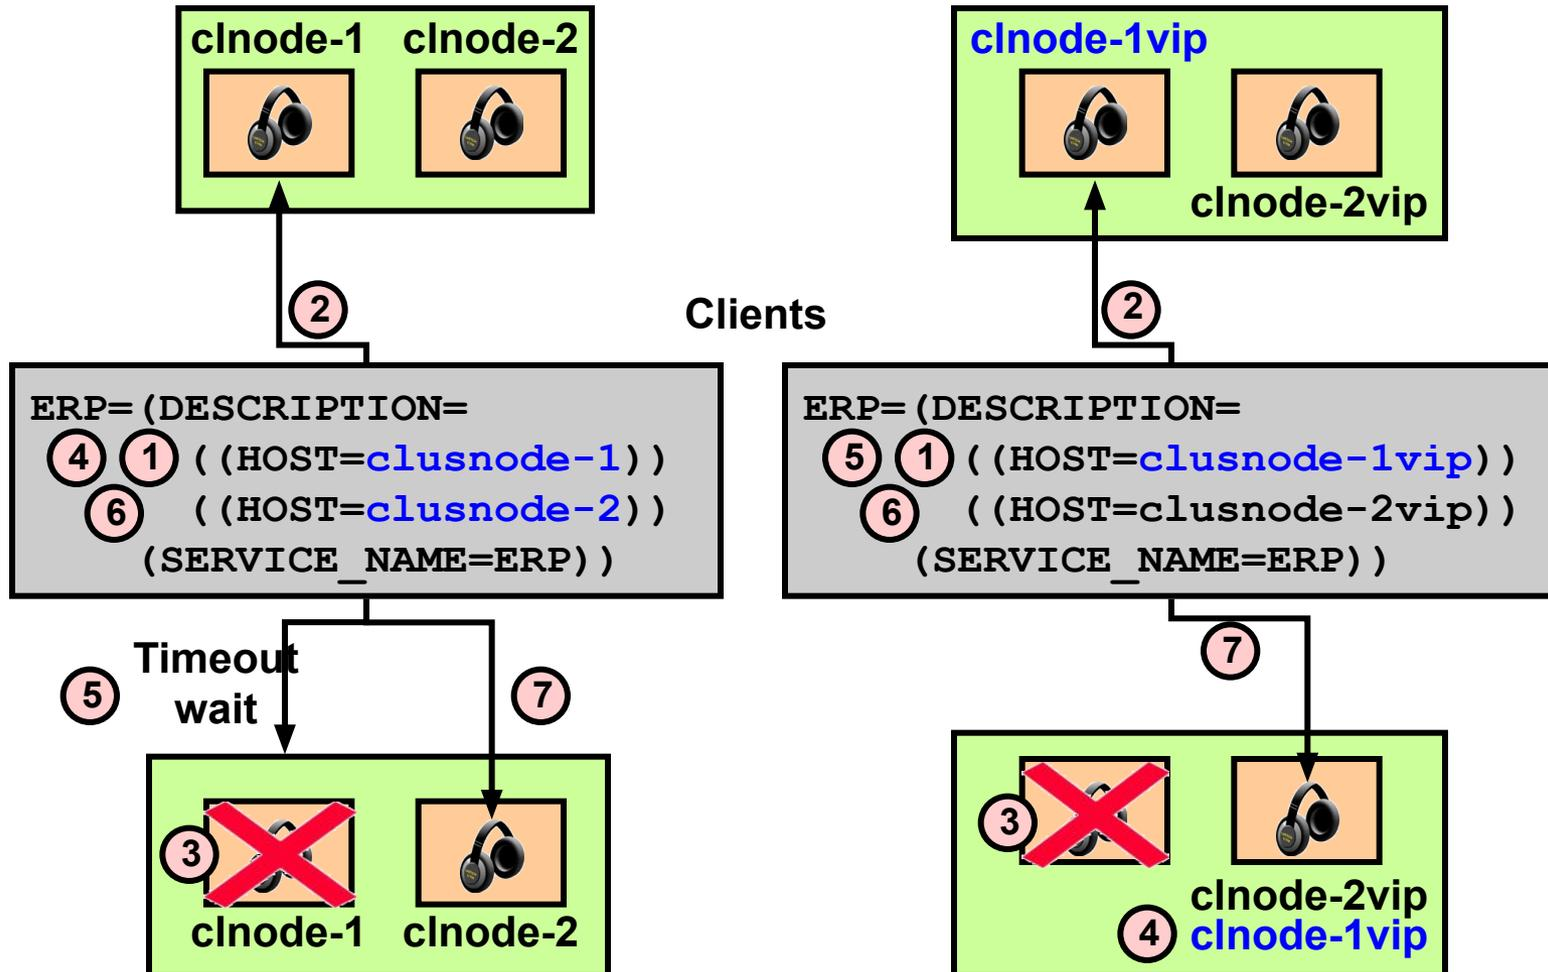 clnode-1 clnode-2
clnode-1vip
clnode-2vip
2
Clients
2
ERP=(DESCRIPTION=
4 1 ((HOST=clusnode-1))
6 ((HOST=clusnode-2))
(SERVICE_NAME=ERP))
ERP=(DESCRIPTION=
5 1 ((HOST=clusnode-1vip))
6 ((HOST=clusnode-2vip))
(SERVICE_NAME=ERP))
5
Timeout
wait
7
7
3
clnode-1 clnode-2
3
clnode-2vip
4 clnode-1vip